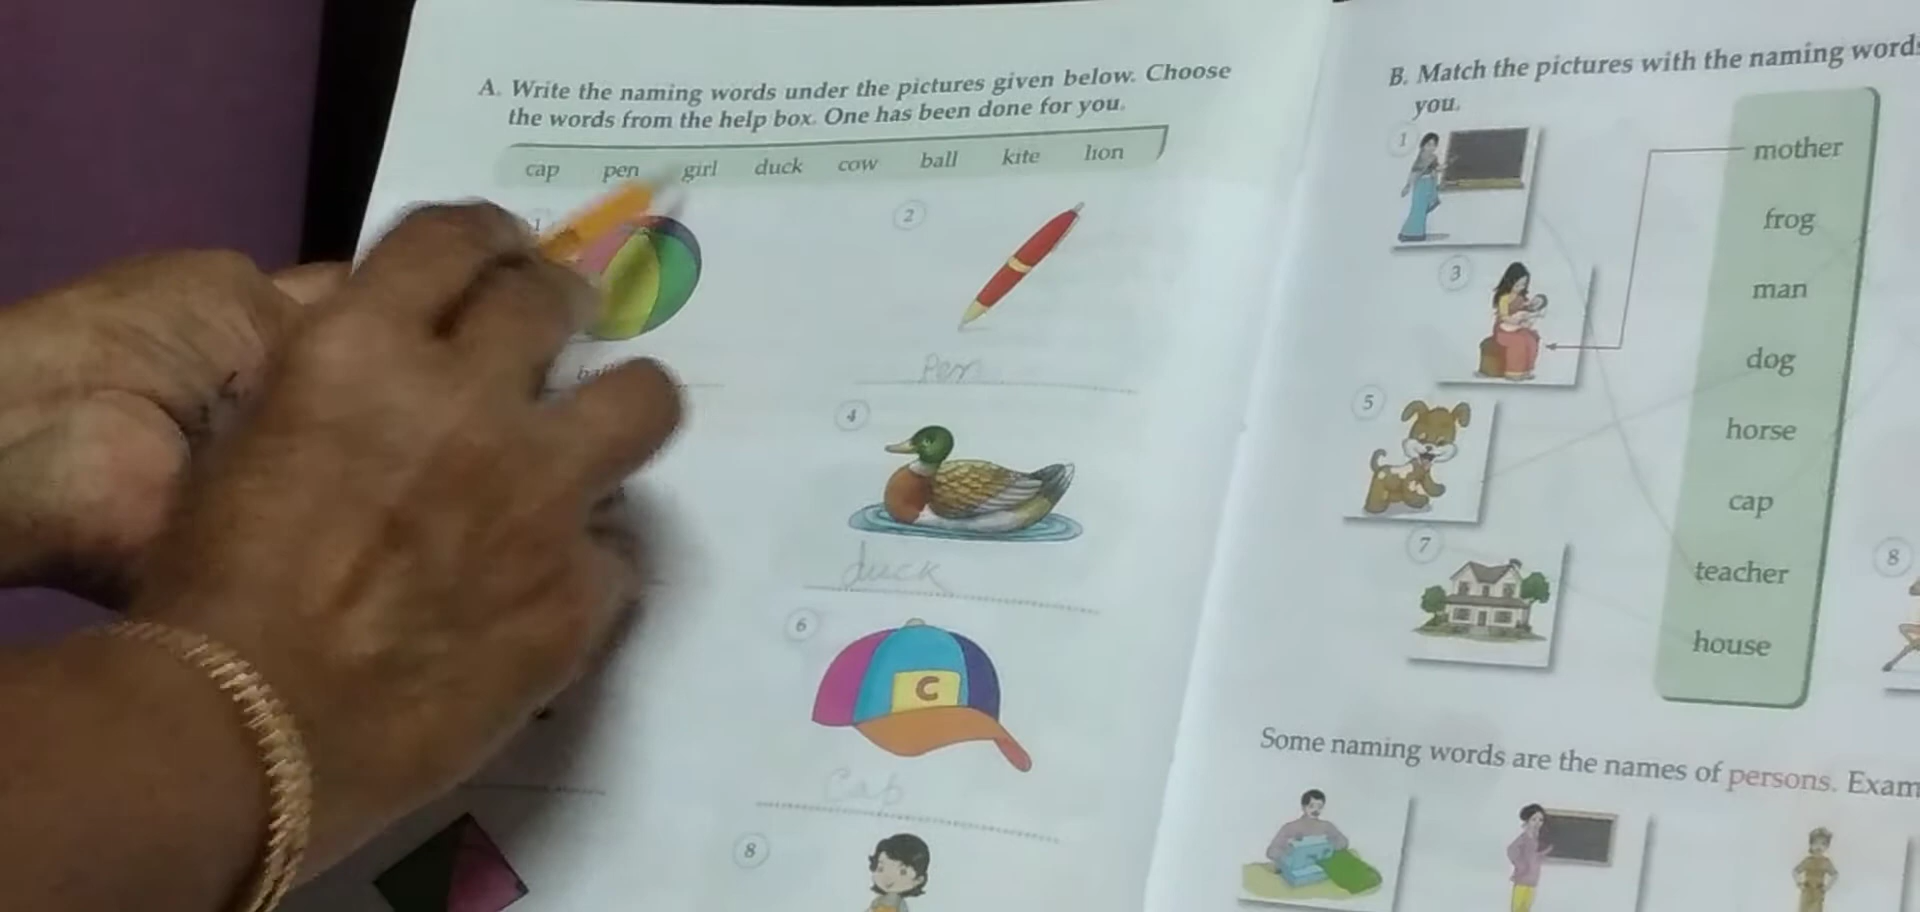 A. Write the naming words under the pictures given below. Choose
the words from the help box. One has been done for you.
cap pen girl duck cow ball kite lion
1
2
Pen
4
duck
6
C
Cap
8
B. Match the pictures with the naming word
you.
1
3
5
7
8
mother
frog
man
dog
horse
cap
teacher
house
Some naming words are the names of persons. Exam